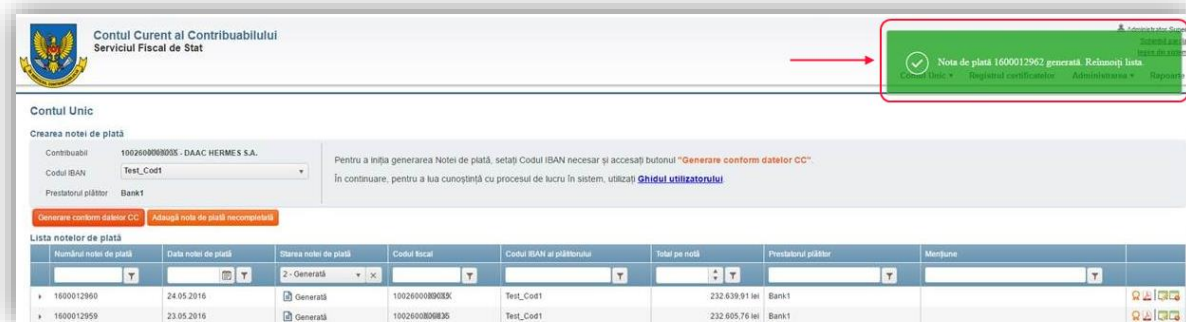 Contul Curent al Contribuabilului
Serviciul Fiscal de Stat
Nota de plată 1600012962 generată. Reînnoiți lista.
Contul Unic Registrul certificatelor Administrarea Rapoarte
Contul Unic
Crearea notei de plată
Contribuabil - DAAC HERMES S.A.
Codul IBAN Test_Cod1
Prestatorul plătitor Bank1
Pentru a iniția generarea Notei de plată, setați Codul IBAN necesar și accesați butonul "Generare conform datelor CC".
În continuare, pentru a lua cunoștință cu procesul de lucru în sistem, utilizați Ghidul utilizatorului.
Generare conform datelor CC Adaugă nota de plată necompletată
Lista notelor de plată
Numărul notei de plată Data notei de plată Starea notei de plată Codul fiscal Codul IBAN al plătitorului Total pe notă Prestatorul plătitor Mențiune
2 - Generată
1600012960 24.05.2016 Generată Test_Cod1 232.639,91 lei Bank1
1600012959 23.05.2016 Generată Test_Cod1 232.605,76 lei Bank1